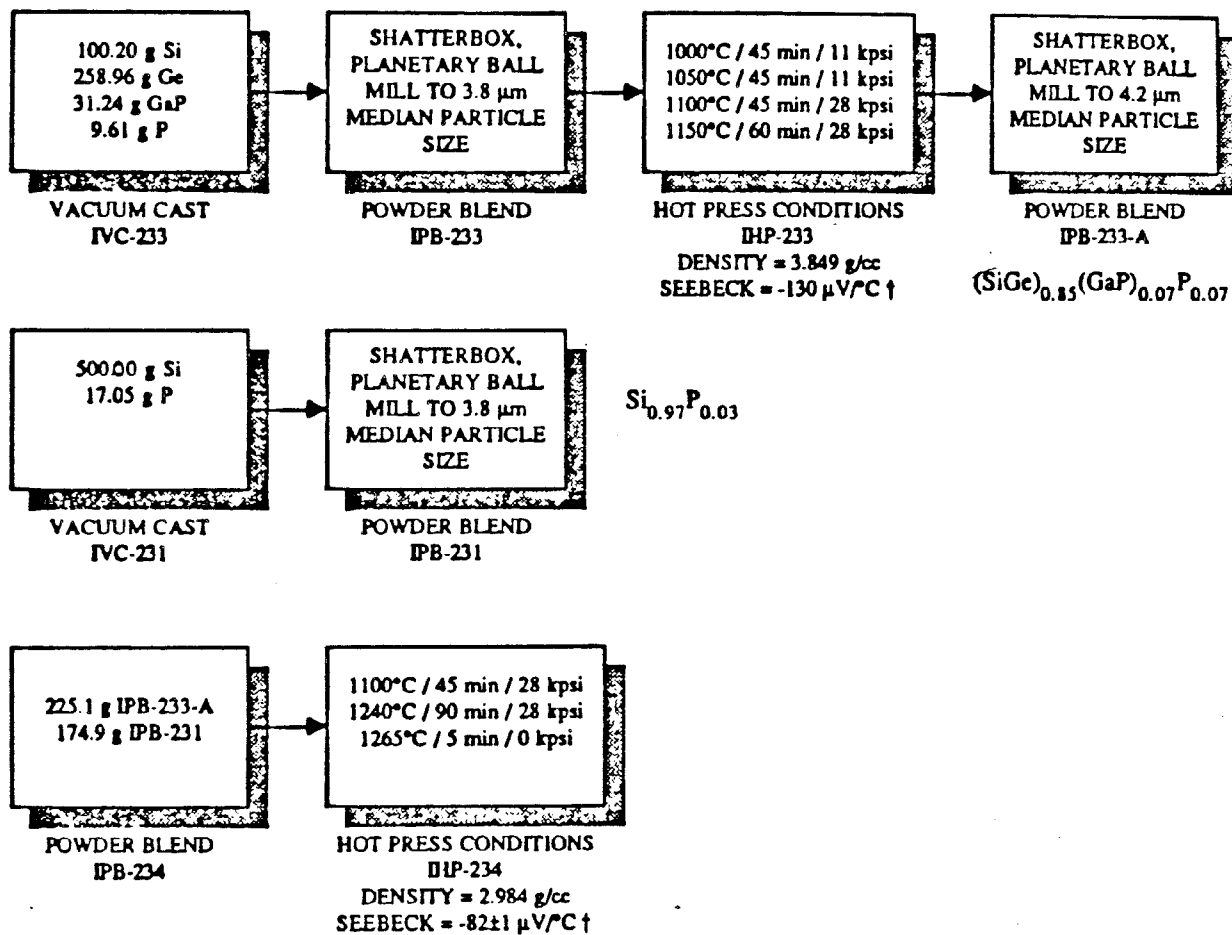 100.20 g Si
258.96 g Ge
31.24 g GaP
9.61 g P
VACUUM CAST
IVC-233
SHATTERBOX,
PLANETARY BALL
MILL TO 3.8 µm
MEDIAN PARTICLE
SIZE
POWDER BLEND
IPB-233
1000°C / 45 min / 11 kpsi
1050°C / 45 min / 11 kpsi
1100°C / 45 min / 28 kpsi
1150°C / 60 min / 28 kpsi
HOT PRESS CONDITIONS
IHP-233
DENSITY = 3.849 g/cc
SEEBECK = -130 µV/°C †
SHATTERBOX,
PLANETARY BALL
MILL TO 4.2 µm
MEDIAN PARTICLE
SIZE
POWDER BLEND
IPB-233-A
(SiGe)0.85(GaP)0.07P0.07
500.00 g Si
17.05 g P
VACUUM CAST
IVC-231
SHATTERBOX,
PLANETARY BALL
MILL TO 3.8 µm
MEDIAN PARTICLE
SIZE
POWDER BLEND
IPB-231
Si0.97P0.03
225.1 g IPB-233-A
174.9 g IPB-231
POWDER BLEND
IPB-234
1100°C / 45 min / 28 kpsi
1240°C / 90 min / 28 kpsi
1265°C / 5 min / 0 kpsi
HOT PRESS CONDITIONS
IHP-234
DENSITY = 2.984 g/cc
SEEBECK = -82±1 µV/°C †